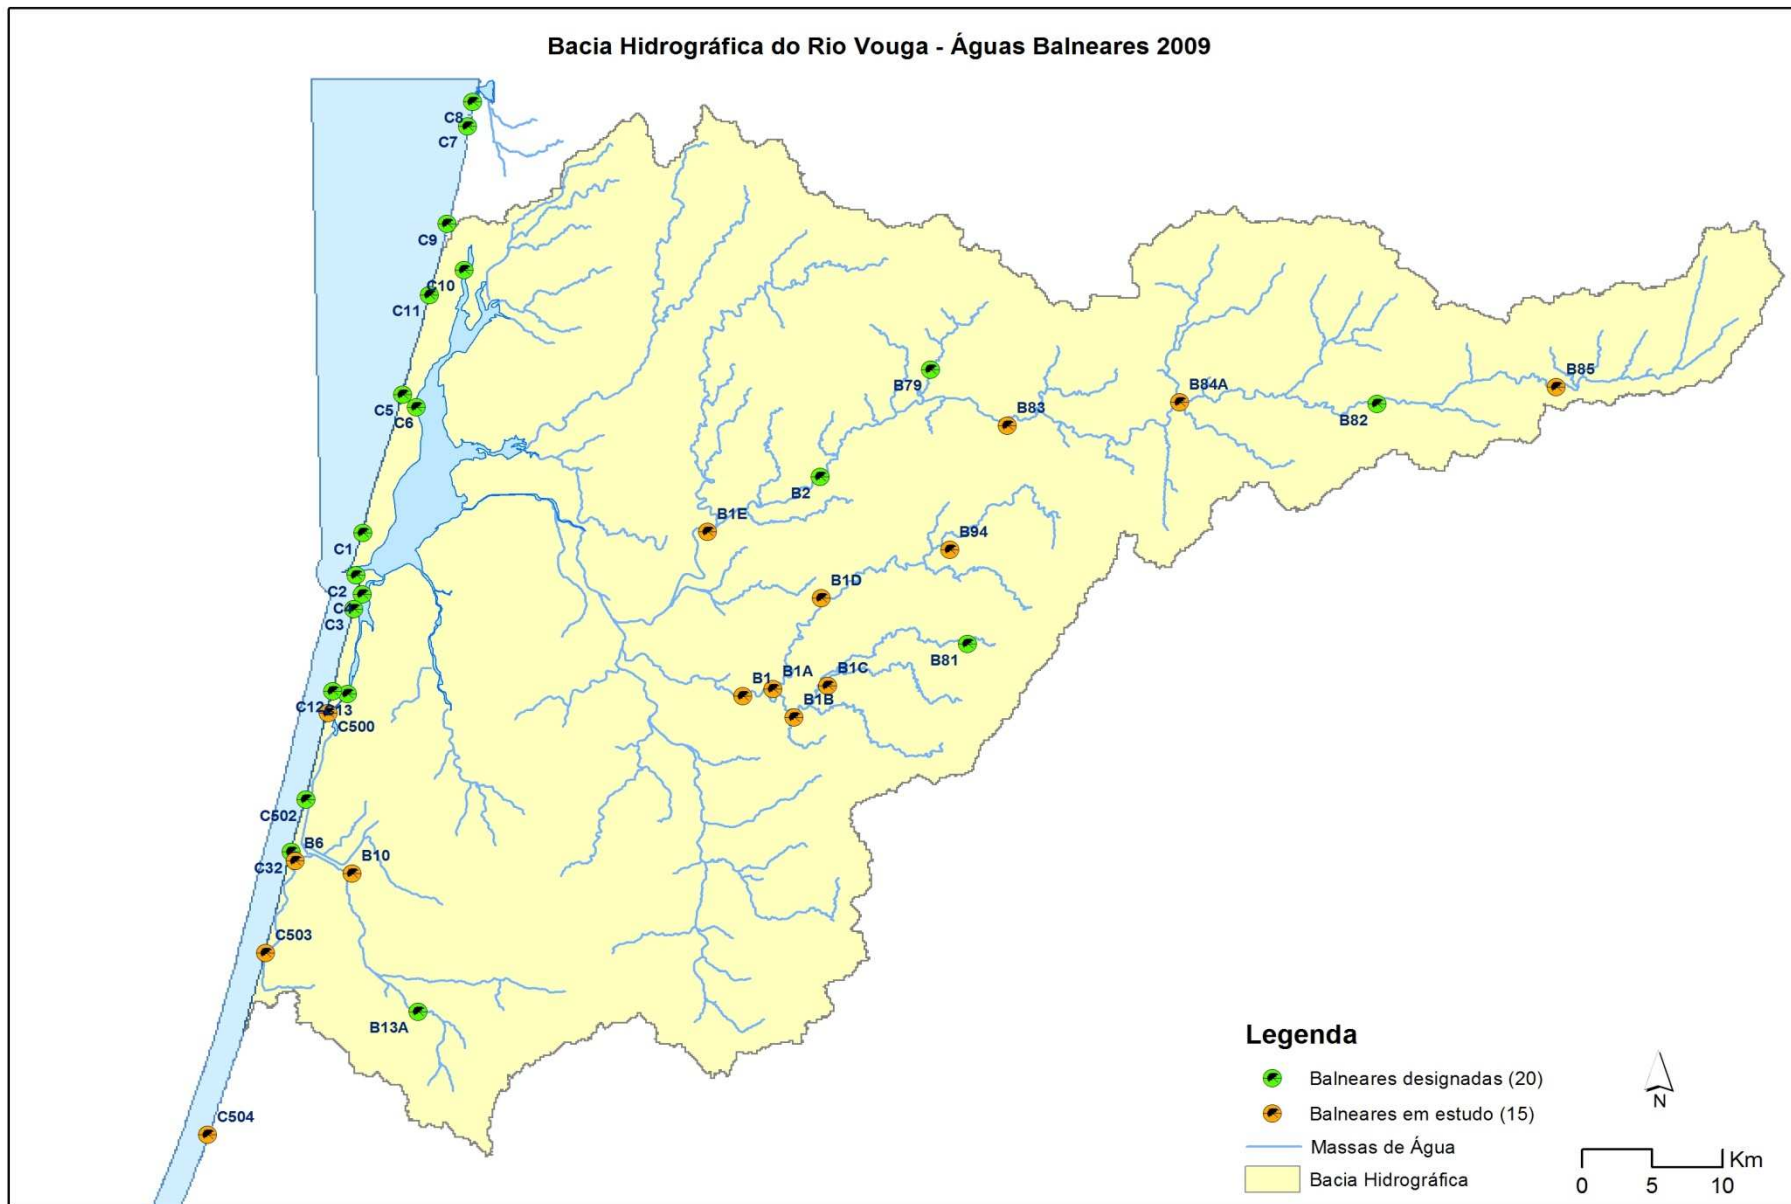 Bacia Hidrográfica do Rio Vouga - Águas Balneares 2009
C8
C7
C9
C10
C11
B85
B79
B84A
C5
C6
B83
B82
B2
B1E
C1
B94
B1D
C2
C4
C3
B81
B1A
B1C
B1
B1B
C12
C500
C502
B6
B10
C32
C503
B13A
C504
Legenda
Balneares designadas (20)
Balneares em estudo (15)
Massas de Água
Bacia Hidrográfica
N
Km
0 5 10